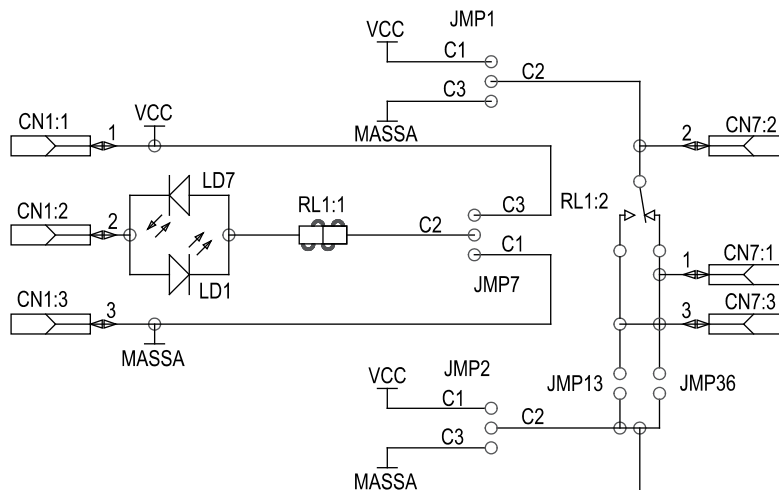 JMP1
VCC
C1
C2
C3
MASSA
CN1:1
1
VCC
CN7:2
2
CN1:2
2
LD7
LD1
RL1:1
C2
C3
C1
JMP7
RL1:2
CN7:1
1
CN7:3
3
CN1:3
3
MASSA
JMP2
VCC
C1
C2
C3
MASSA
JMP13
JMP36